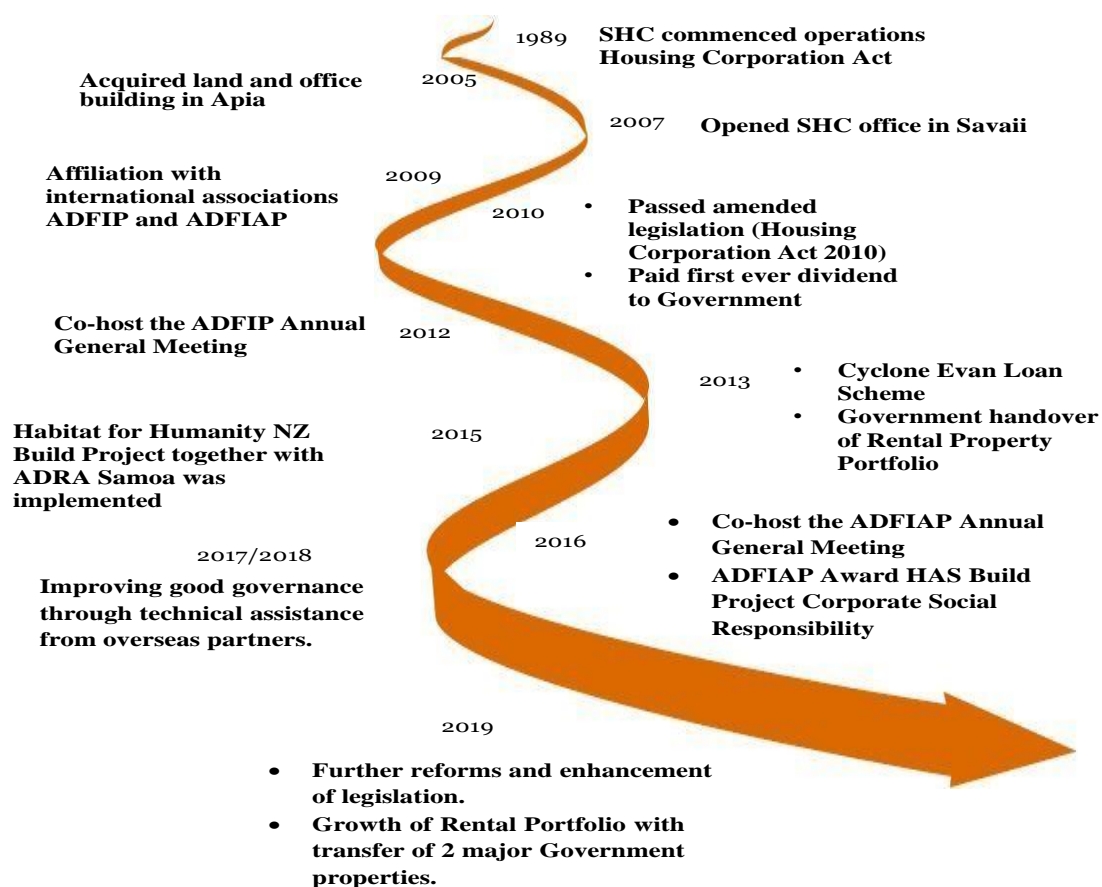 1989
SHC commenced operations
Housing Corporation Act
2005
Acquired land and office
building in Apia
2007
Opened SHC office in Savaii
2009
Affiliation with
international associations
ADFIP and ADFIAP
2010
• Passed amended
legislation (Housing
Corporation Act 2010)
• Paid first ever dividend
to Government
2012
Co-host the ADFIP Annual
General Meeting
2013
• Cyclone Evan Loan
Scheme
• Government handover
of Rental Property
Portfolio
2015
Habitat for Humanity NZ
Build Project together with
ADRA Samoa was
implemented
2016
• Co-host the ADFIAP Annual
General Meeting
• ADFIAP Award HAS Build
Project Corporate Social
Responsibility
2017/2018
Improving good governance
through technical assistance
from overseas partners.
2019
• Further reforms and enhancement
of legislation.
• Growth of Rental Portfolio with
transfer of 2 major Government
properties.